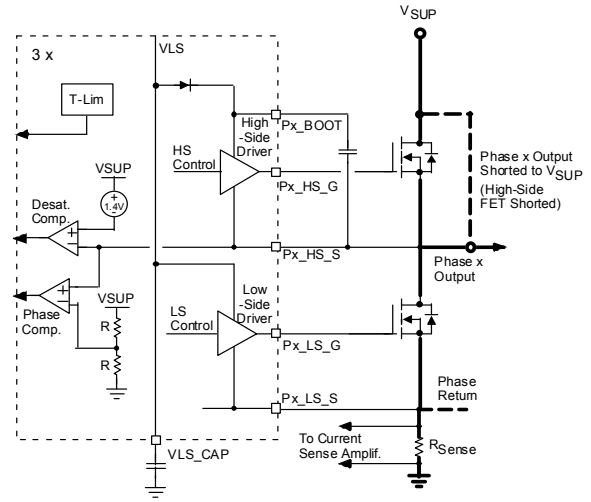 VSUP
3 x
VLS
T-Lim
High
-Side
Driver
Px_BOOT
HS
Control
Px_HS_G
Phase x Output
Shorted to VSUP
(High-Side
FET Shorted)
VSUP
+
1.4V
–
Desat.
Comp.
+
–
Px_HS_S
Phase x
Output
+
–
Phase
Comp.
VSUP
R
R
Low-
Side
Driver
LS
Control
Px_LS_G
Px_LS_S
Phase
Return
To Current
Sense Amplif.
RSense
VLS_CAP